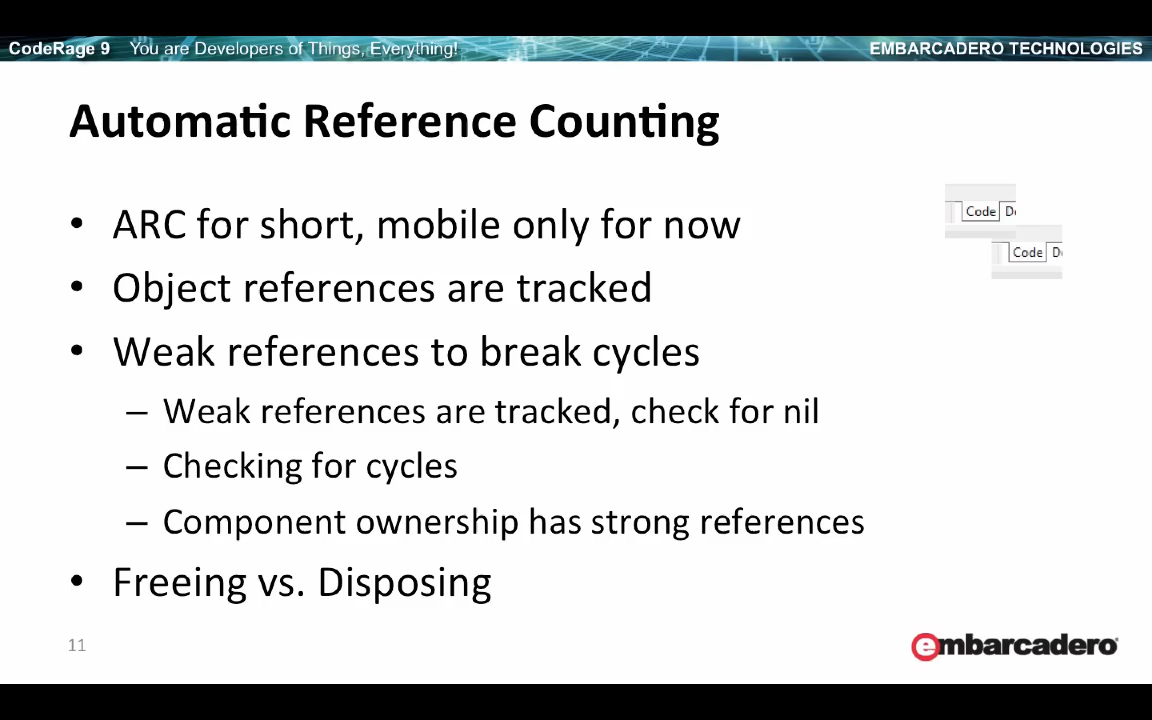 CodeRage 9 You are Developers of Things, Everything! EMBARCADERO TECHNOLOGIES
Automatic Reference Counting
• ARC for short, mobile only for now
Code
Code
• Object references are tracked
• Weak references to break cycles
– Weak references are tracked, check for nil
– Checking for cycles
– Component ownership has strong references
• Freeing vs. Disposing
11
embarcadero